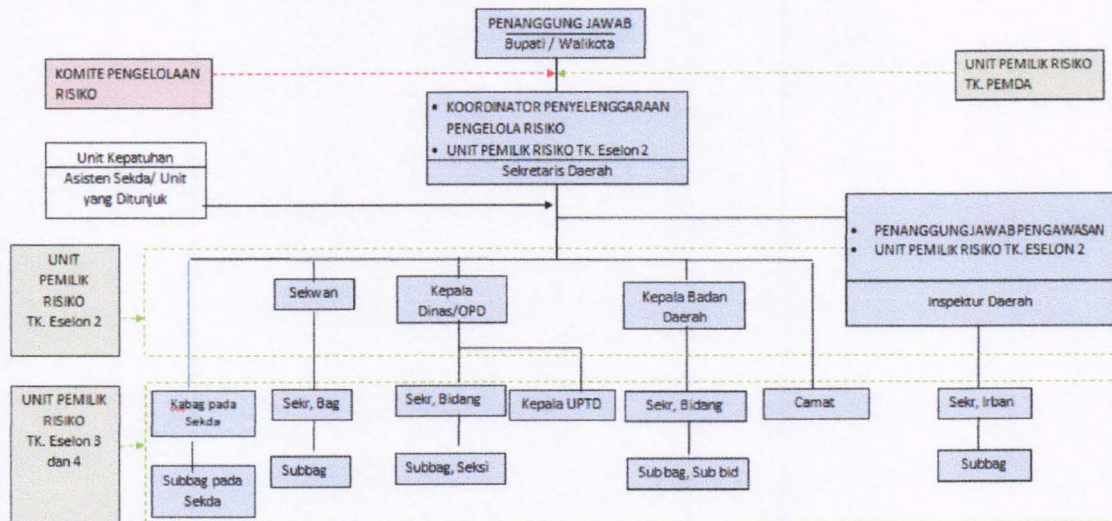 PENANGGUNG JAWAB
Bupati / Walikota
KOMITE PENGELOLAAN
RISIKO
UNIT PEMILIK RISIKO
TK. PEMDA
• KOORDINATOR PENYELENGGARAAN
PENGELOLA RISIKO
• UNIT PEMILIK RISIKO TK. Eselon 2
Sekretaris Daerah
Unit Kepatuhan
Asisten Sekda/ Unit
yang Ditunjuk
• PENANGGUNG JAWAB PENGAWASAN
• UNIT PEMILIK RISIKO TK. ESELON 2
Inspektur Daerah
UNIT
PEMILIK
RISIKO
TK. Eselon 2
Sekwan
Kepala
Dinas/OPD
Kepala Badan
Daerah
UNIT PEMILIK
RISIKO
TK. Eselon 3
dan 4
Kabag pada
Sekda
Sekr, Bag
Sekr, Bidang
Kepala UPTD
Sekr, Bidang
Camat
Sekr, Irban
Subbag pada
Sekda
Subbag
Subbag, Seksi
Subbag, Sub bid
Subbag